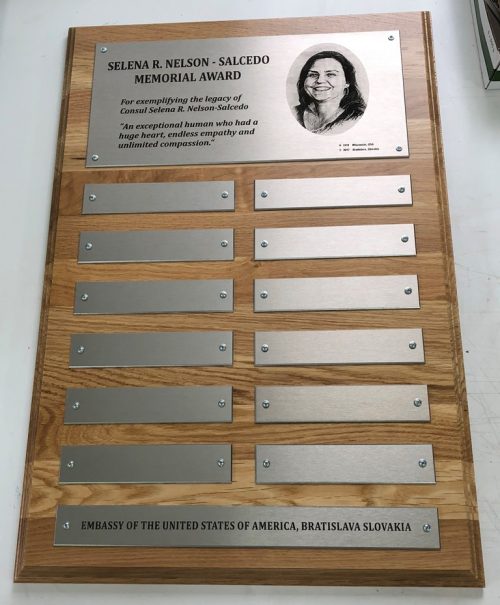 SELENA R. NELSON - SALCEDO
MEMORIAL AWARD
For exemplifying the legacy of
Consul Selena R. Nelson-Salcedo
"An exceptional human who had a
huge heart, endless empathy and
unlimited compassion."
EMBASSY OF THE UNITED STATES OF AMERICA, BRATISLAVA SLOVAKIA